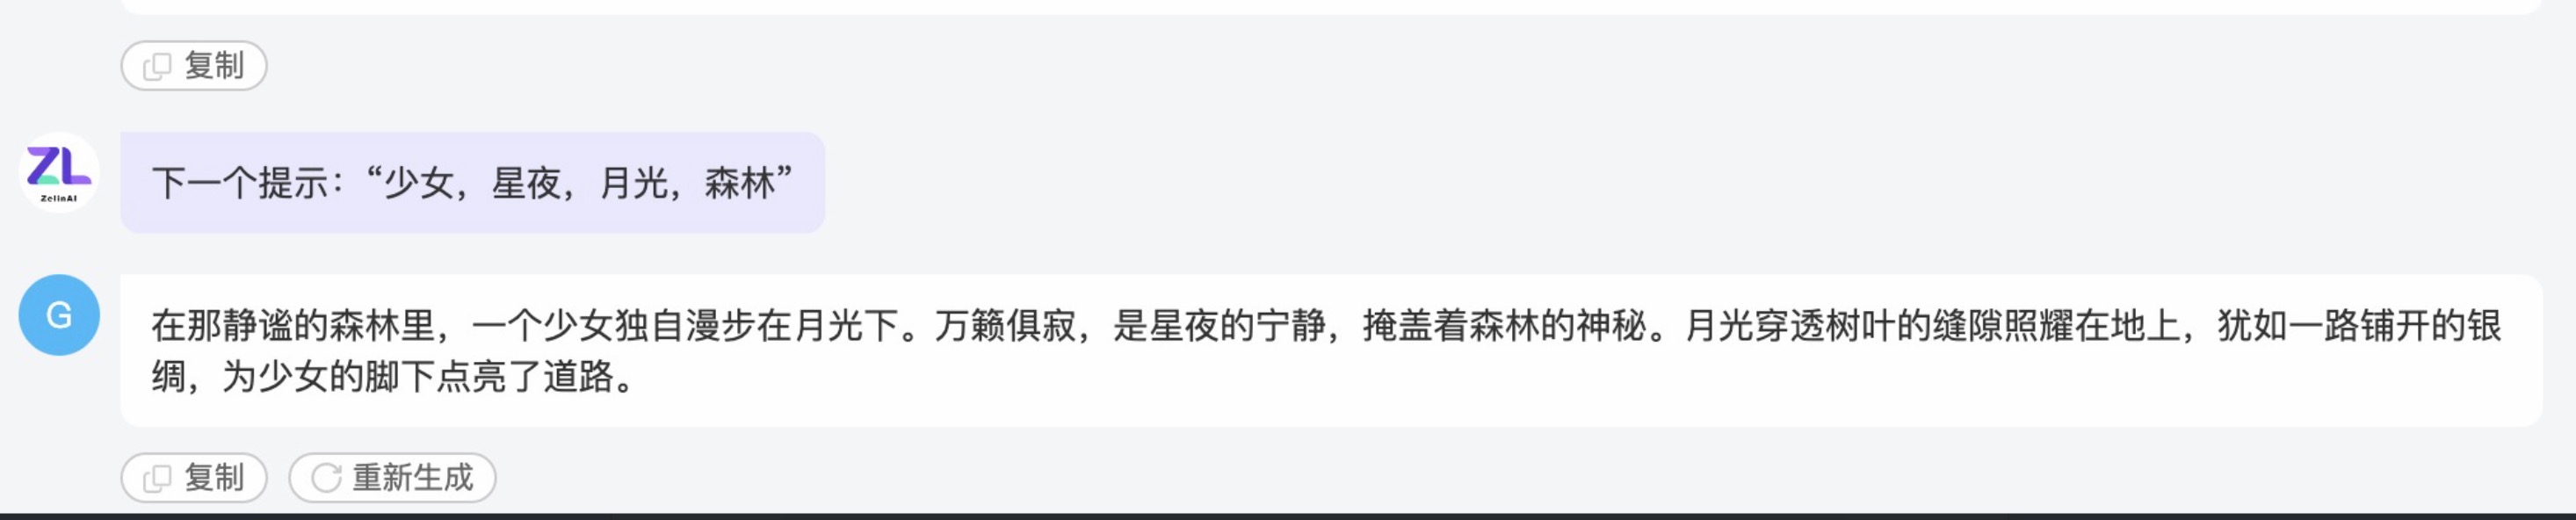 复制
ZL
ZelinAI
下一个提示：“少女，星夜，月光，森林”
G
在那静谧的森林里，一个少女独自漫步在月光下。万籁俱寂，是星夜的宁静，掩盖着森林的神秘。月光穿透树叶的缝隙照耀在地上，犹如一路铺开的银
绸，为少女的脚下点亮了道路。
复制 重新生成